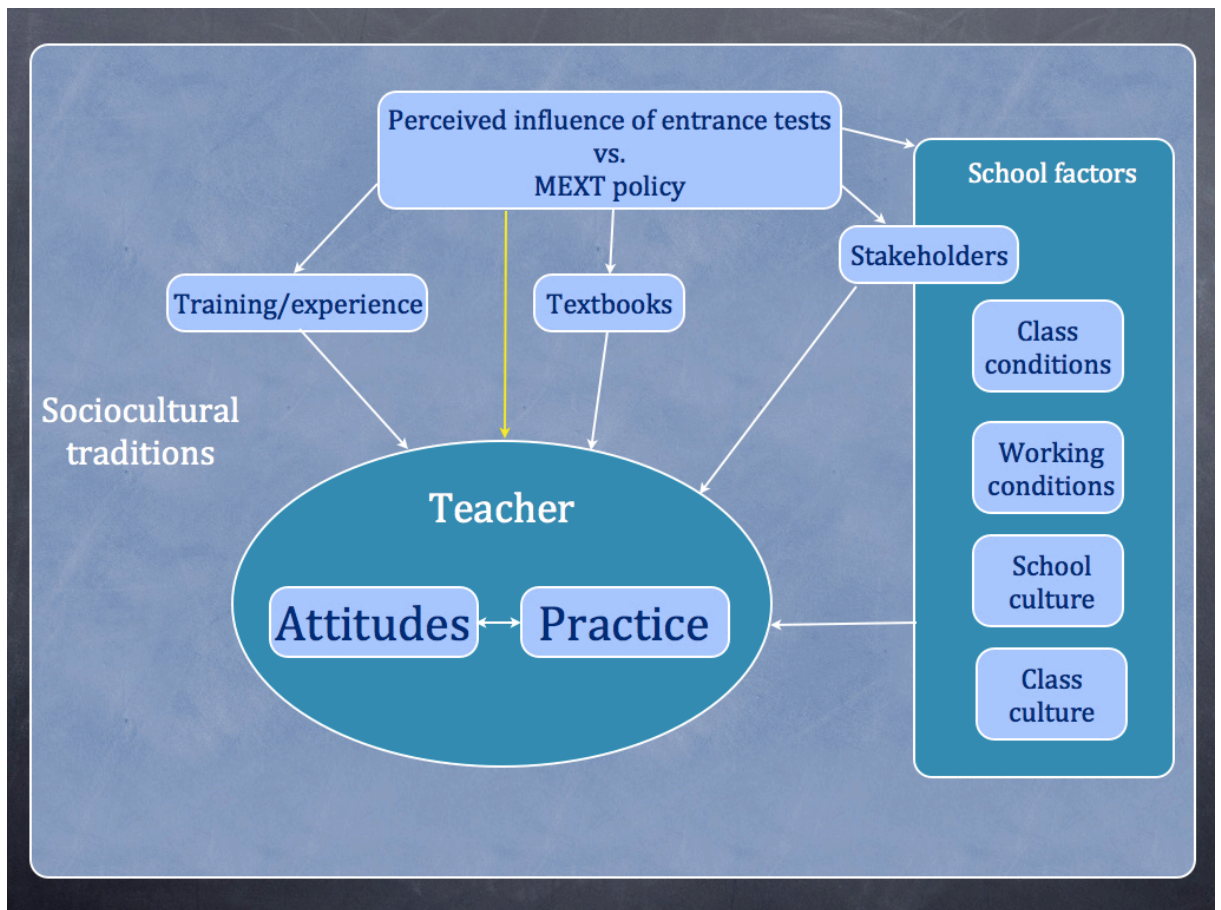 Perceived influence of entrance tests
vs.
MEXT policy
School factors
Stakeholders
Training/experience
Textbooks
Class
conditions
Sociocultural
traditions
Working
conditions
Teacher
School
culture
Attitudes
Practice
Class
culture